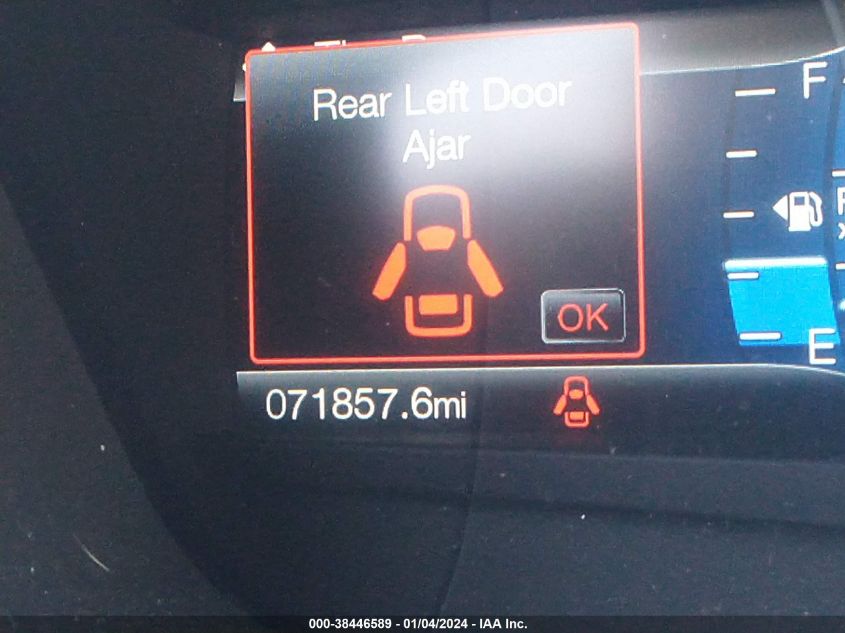 Rear Left Door
Ajar
OK
F
E
071857.6mi
000-38446589 - 01/04/2024 - IAA Inc.